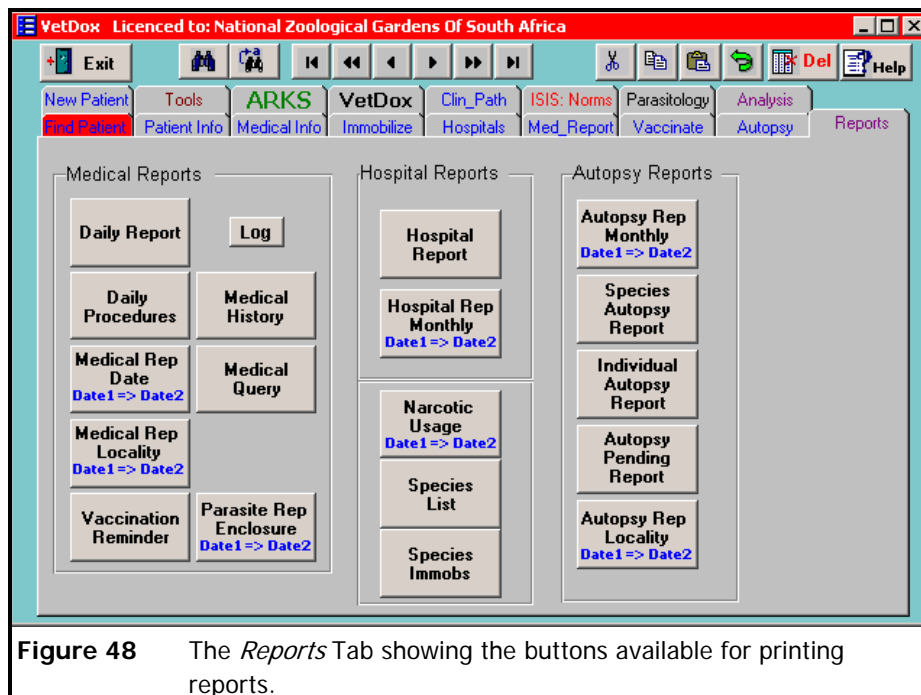 VetDox Licenced to: National Zoological Gardens Of South Africa
Exit
Del
Help
New Patient Tools ARKS VetDox Clin_Path ISIS: Norms Parasitology Analysis
Find Patient Patient Info Medical Info Immobilize Hospitals Med_Report Vaccinate Autopsy Reports
Medical Reports
Daily Report
Log
Daily
Procedures
Medical
History
Medical Rep
Date
Date1 => Date2
Medical
Query
Medical Rep
Locality
Date1 => Date2
Vaccination
Reminder
Parasite Rep
Enclosure
Date1 => Date2
Hospital Reports
Hospital
Report
Hospital Rep
Monthly
Date1 => Date2
Narcotic
Usage
Date1 => Date2
Species
List
Species
Immobs
Autopsy Reports
Autopsy Rep
Monthly
Date1 => Date2
Species
Autopsy
Report
Individual
Autopsy
Report
Autopsy
Pending
Report
Autopsy Rep
Locality
Date1 => Date2
Figure 48 The Reports Tab showing the buttons available for printing
reports.